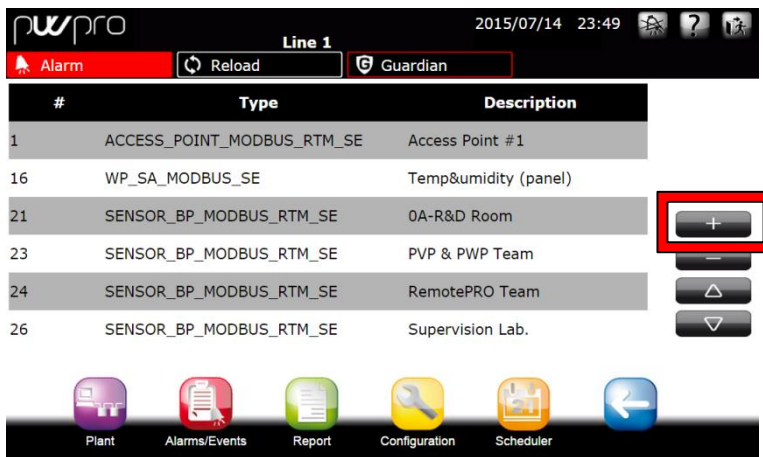 pwpro Line 1 2015/07/14 23:49 ?
Alarm Reload G Guardian
# Type Description
1 ACCESS_POINT_MODBUS_RTM_SE Access Point #1
16 WP_SA_MODBUS_SE Temp&umidity (panel)
21 SENSOR_BP_MODBUS_RTM_SE 0A-R&D Room
+
23 SENSOR_BP_MODBUS_RTM_SE PVP & PWP Team
24 SENSOR_BP_MODBUS_RTM_SE RemotePRO Team
26 SENSOR_BP_MODBUS_RTM_SE Supervision Lab.
21
Plant Alarms/Events Report Configuration Scheduler